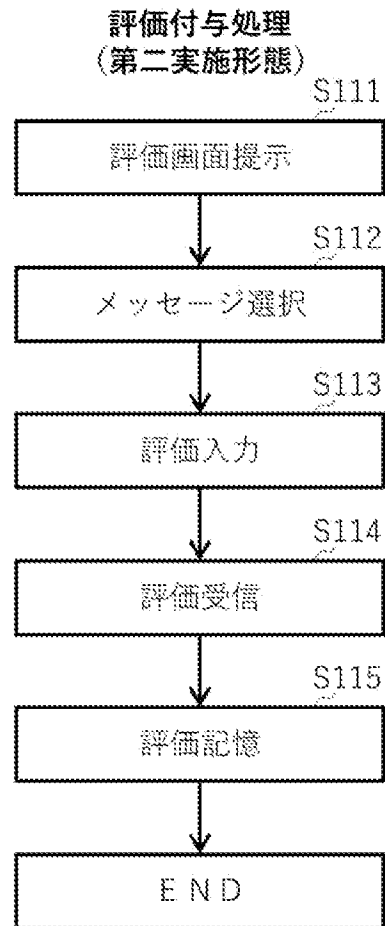 評価付与処理
（第二実施形態）
S111
評価画面提示
S112
メッセージ選択
S113
評価入力
S114
評価受信
S115
評価記憶
ＥＮＤ